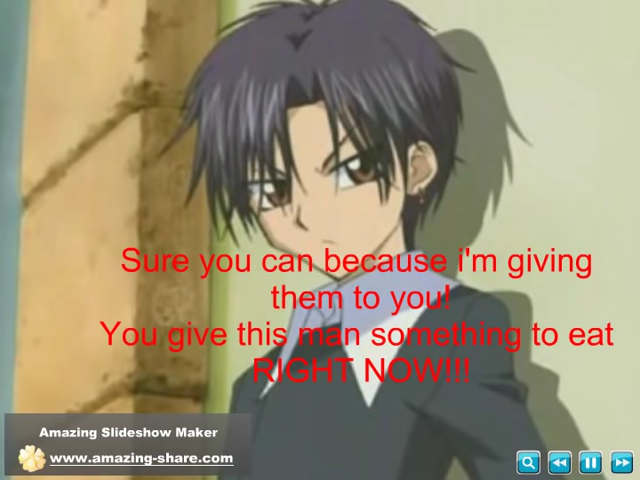 Sure you can because i'm giving
them to you!
You give this man something to eat
RIGHT NOW!!!
Amazing Slideshow Maker
www.amazing-share.com